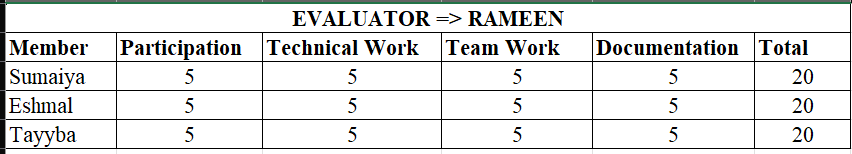 EVALUATOR => RAMEEN
Member Participation Technical Work Team Work Documentation Total
Sumaiya 5 5 5 5 20
Eshmal 5 5 5 5 20
Tayyba 5 5 5 5 20